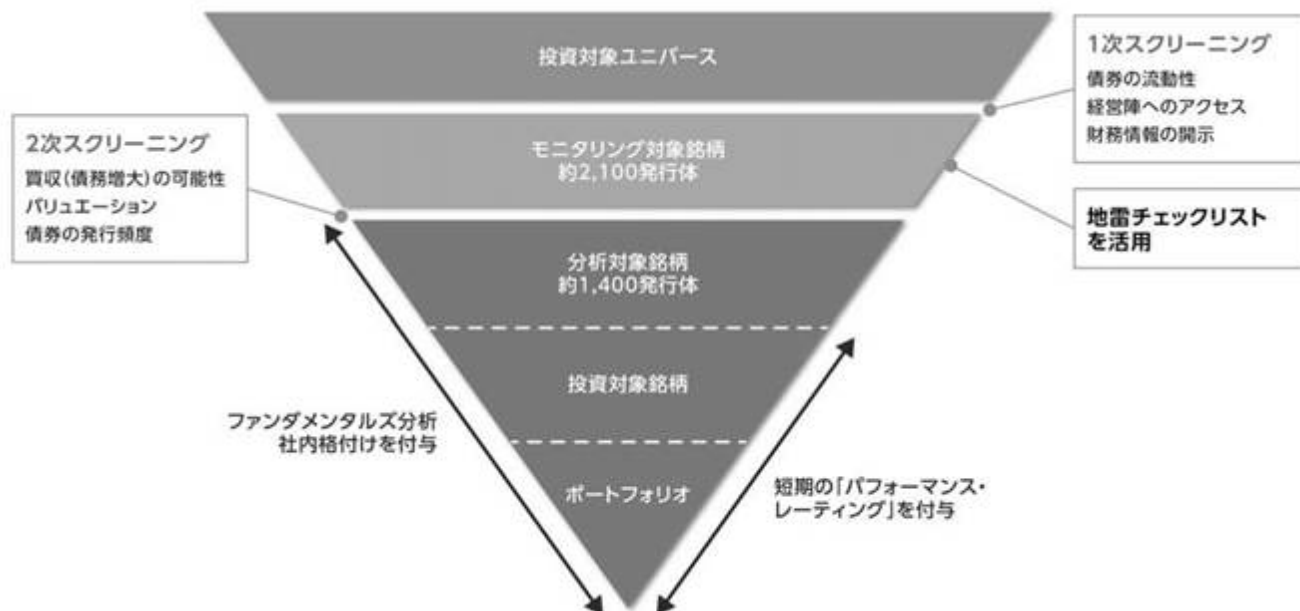 投資対象ユニバース
1次スクリーニング
債券の流動性
経営陣へのアクセス
財務情報の開示
2次スクリーニング
買収(債務増大)の可能性
バリュエーション
債券の発行頻度
モニタリング対象銘柄
約2,100発行体
地雷チェックリスト
を活用
分析対象銘柄
約1,400発行体
投資対象銘柄
ファンダメンタルズ分析
社内格付けを付与
ポートフォリオ
短期の「パフォーマンス・
レーティング」を付与